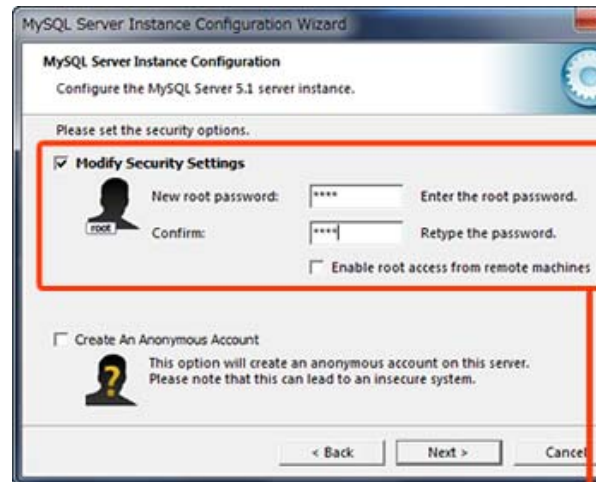 MySQL Server Instance Configuration Wizard
MySQL Server Instance Configuration
Configure the MySQL Server 5.1 server instance.
Please set the security options.
Modify Security Settings
New root password: **** Enter the root password.
root
Confirm: **** Retype the password.
Enable root access from remote machines
Create An Anonymous Account
This option will create an anonymous account on this server.
Please note that this can lead to an insecure system.
< Back Next > Cancel